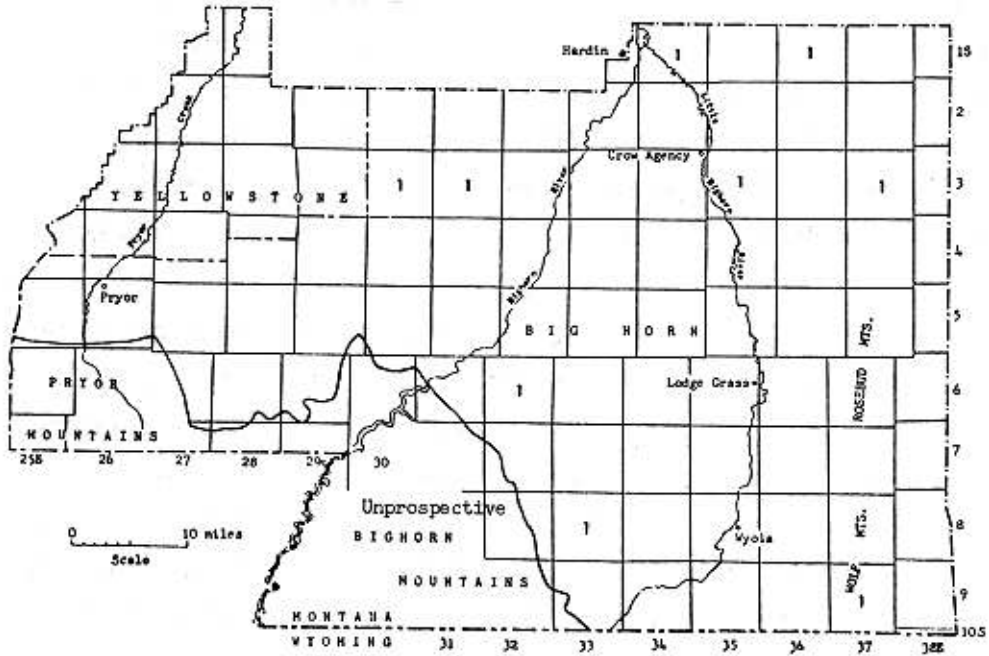 Hardin
1
1
1S
Creek
Little
2
Crow Agency
River
Bighorn
1
1
1
1
3
YELLOWSTONE
Pryor
4
Bighorn
River
Pryor
BIG HORN
MTS.
5
PRYOR
1
Lodge Grass
ROSEBUD
6
MOUNTAINS
25E
26
27
28
29
30
7
Unprospective
1
Wyola
MTS.
8
0
10 miles
Scale
BIGHORN
MOUNTAINS
WOLF
1
9
MONTANA
WYOMING
31
32
33
34
35
36
37
38E
10S